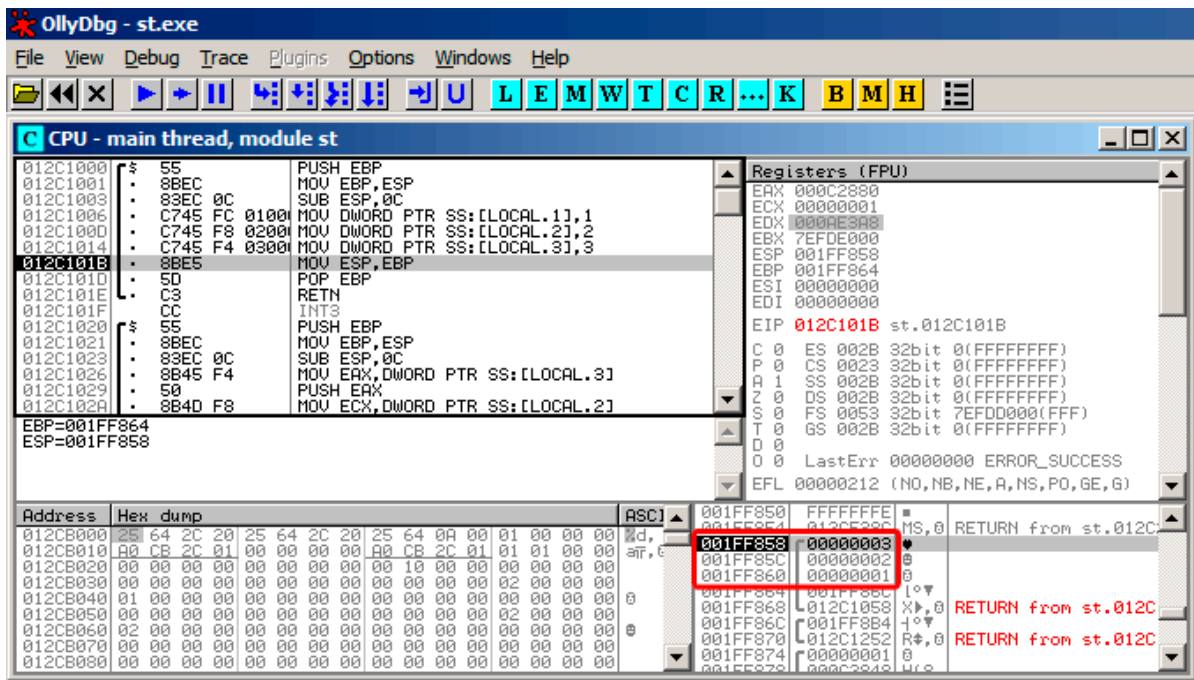 OllyDbg - st.exe
File View Debug Trace Plugins Options Windows Help
L E M W T C R ... K B M H
C CPU - main thread, module st
012C1000 $ 55 PUSH EBP
012C1001 . 8BEC MOV EBP,ESP
012C1003 . 83EC 0C SUB ESP,0C
012C1006 . C745 FC 0100 MOV DWORD PTR SS:[LOCAL.1],1
012C100D . C745 F8 0200 MOV DWORD PTR SS:[LOCAL.2],2
012C1014 . C745 F4 0300 MOV DWORD PTR SS:[LOCAL.3],3
012C101B . 8BE5 MOV ESP,EBP
012C101D . 5D POP EBP
012C101E . C3 RETN
012C101F CC INT3
012C1020 $ 55 PUSH EBP
012C1021 . 8BEC MOV EBP,ESP
012C1023 . 83EC 0C SUB ESP,0C
012C1026 . 8B45 F4 MOV EAX,DWORD PTR SS:[LOCAL.3]
012C1029 . 50 PUSH EAX
012C102A . 8B4D F8 MOV ECX,DWORD PTR SS:[LOCAL.2]
EBP=001FF864
ESP=001FF858
Registers (FPU)
EAX 000C2880
ECX 00000001
EDX 000AE3A8
EBX 7EFDE000
ESP 001FF858
EBP 001FF864
ESI 00000000
EDI 00000000
EIP 012C101B st.012C101B
C 0 ES 002B 32bit 0(FFFFFFFF)
P 0 CS 0023 32bit 0(FFFFFFFF)
A 1 SS 002B 32bit 0(FFFFFFFF)
Z 0 DS 002B 32bit 0(FFFFFFFF)
S 0 FS 0053 32bit 7EFDD000(FFF)
T 0 GS 002B 32bit 0(FFFFFFFF)
D 0
O 0 LastErr 00000000 ERROR_SUCCESS
EFL 00000212 (NO,NB,NE,A,NS,PO,GE,G)
Address Hex dump ASCI
012CB000 25 64 2C 20 25 64 2C 20 25 64 0A 00 01 00 00 00 %d,
012CB010 A0 CB 2C 01 00 00 00 00 A0 CB 2C 01 01 01 00 00
012CB020 00 00 00 00 00 00 00 00 00 10 00 00 00 00 00 00
012CB030 00 00 00 00 00 00 00 00 00 00 00 00 02 00 00 00
012CB040 01 00 00 00 00 00 00 00 00 00 00 00 00 00 00 00
012CB050 00 00 00 00 00 00 00 00 00 00 00 00 02 00 00 00
012CB060 02 00 00 00 00 00 00 00 00 00 00 00 00 00 00 00
012CB070 00 00 00 00 00 00 00 00 00 00 00 00 00 00 00 00
012CB080 00 00 00 00 00 00 00 00 00 00 00 00 00 00 00 00
001FF850 FFFFFFFE
001FF854 RETURN from st.012C
001FF858 00000003
001FF85C 00000002
001FF860 00000001
001FF864
001FF868 012C1058 RETURN from st.012C
001FF86C 001FF8B4
001FF870 012C1252 RETURN from st.012C
001FF874 00000001